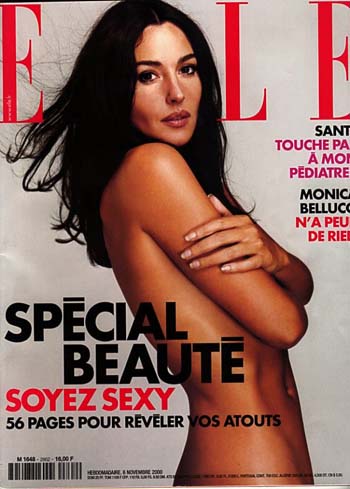 ELLE
SANT
TOUCHE PA
À MON
PÉDIATRE
MONICA
BELLUCC
N'A PEU
DE RIE
SPÉCIAL
BEAUTÉ
SOYEZ SEXY
56 PAGES POUR RÉVÉLER VOS ATOUTS
M 1648 - 2862 - 16,00 F
HEBDOMADAIRE, 6 NOVEMBRE 2000